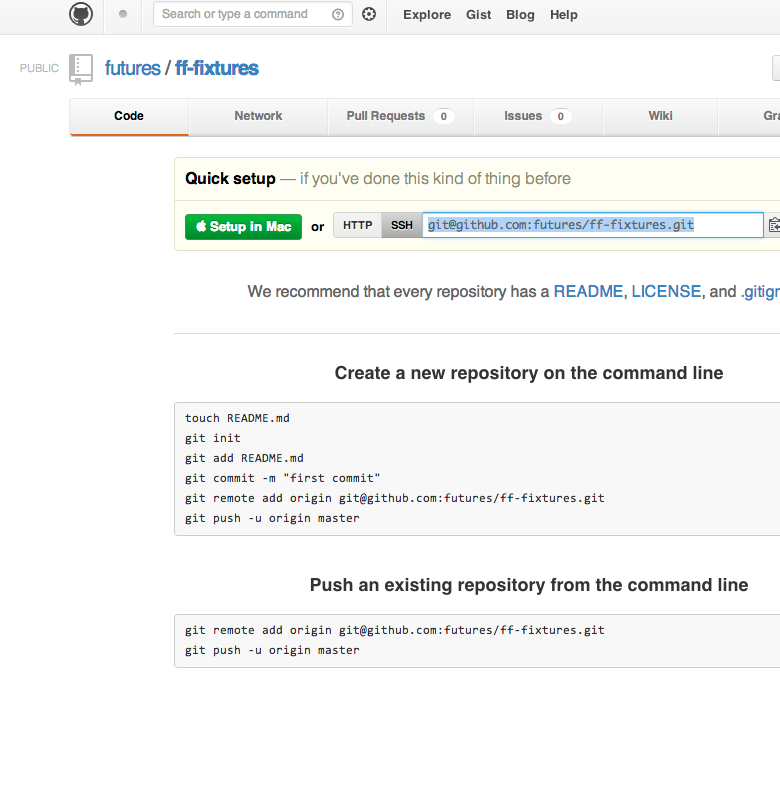 Search or type a command
Explore Gist Blog Help
PUBLIC futures / ff-fixtures
Code Network Pull Requests 0 Issues 0 Wiki Gra
Quick setup — if you've done this kind of thing before
Setup in Mac or HTTP SSH git@github.com:futures/ff-fixtures.git
We recommend that every repository has a README, LICENSE, and .gitigr
Create a new repository on the command line
touch README.md
git init
git add README.md
git commit -m "first commit"
git remote add origin git@github.com:futures/ff-fixtures.git
git push -u origin master
Push an existing repository from the command line
git remote add origin git@github.com:futures/ff-fixtures.git
git push -u origin master